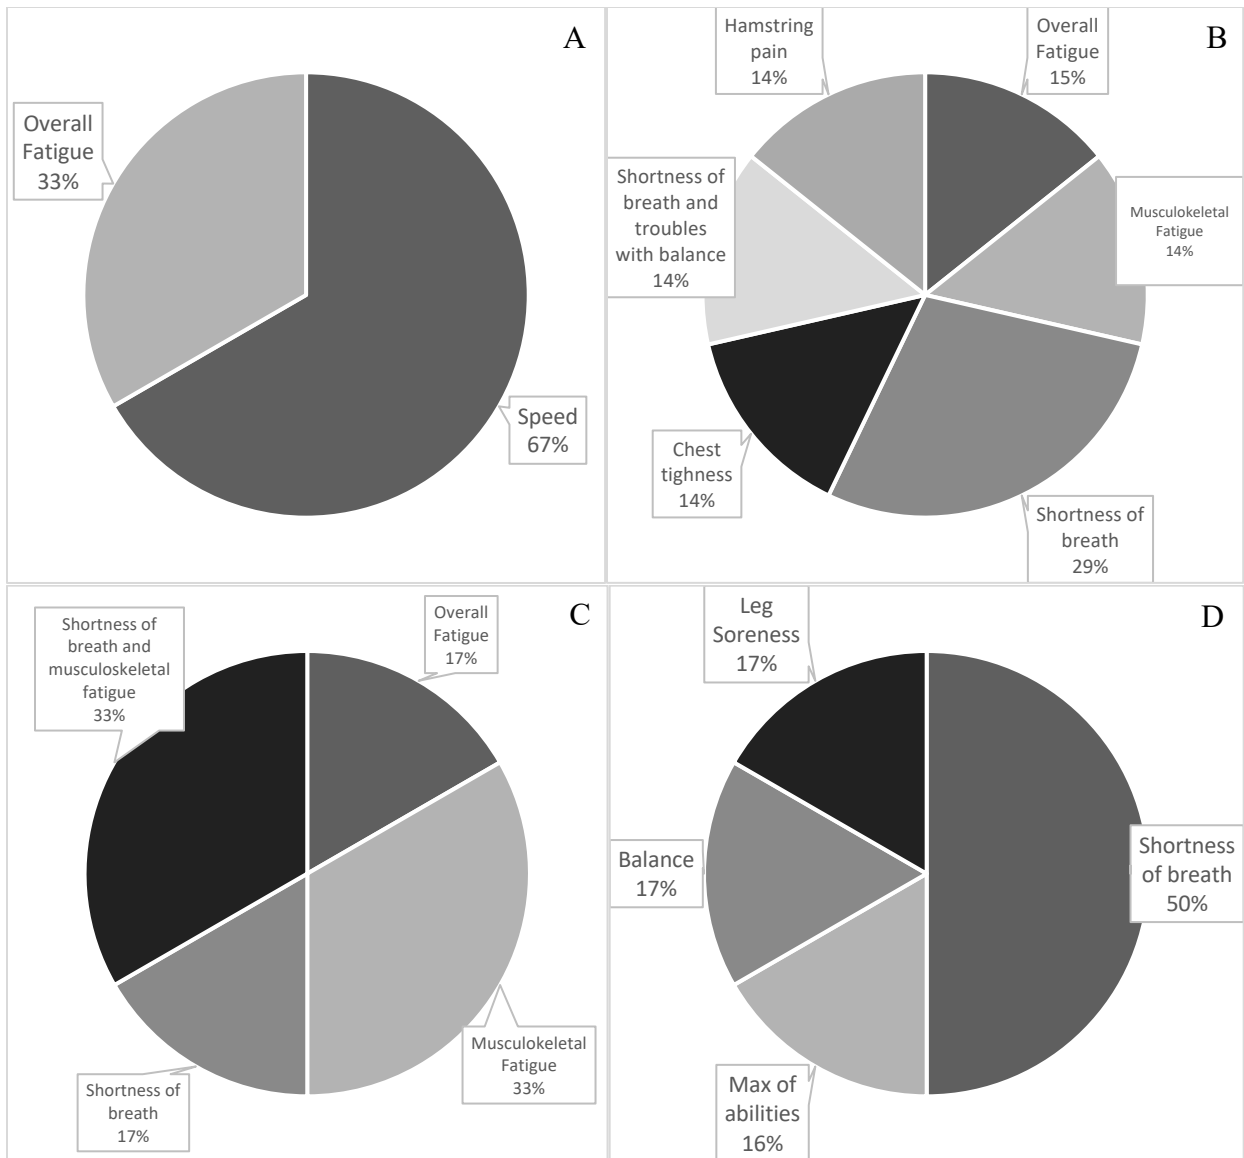 A
Overall
Fatigue
33%
Speed
67%
B
Hamstring
pain
14%
Overall
Fatigue
15%
Shortness of
breath and
troubles
with balance
14%
Musculokeletal
Fatigue
14%
Chest
tighness
14%
Shortness of
breath
29%
C
Shortness of
breath and
musculoskeletal
fatigue
33%
Overall
Fatigue
17%
Musculokeletal
Fatigue
33%
Shortness of
breath
17%
D
Leg
Soreness
17%
Balance
17%
Shortness
of breath
50%
Max of
abilities
16%